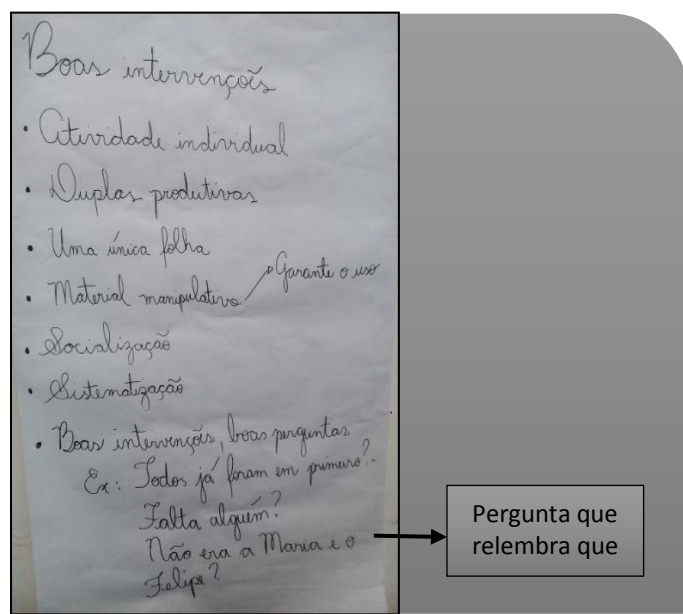 Boas intervenções
• Atividade individual
• Duplas produtivas
• Uma única folha
• Material manipulativo Garante o uso
• Socialização
• Sistematização
• Boas intervenções, boas perguntas
Ex: Todos já foram em primeiro?
Falta alguém?
Não era a Maria e o
Felipe?
Pergunta que
relembra que